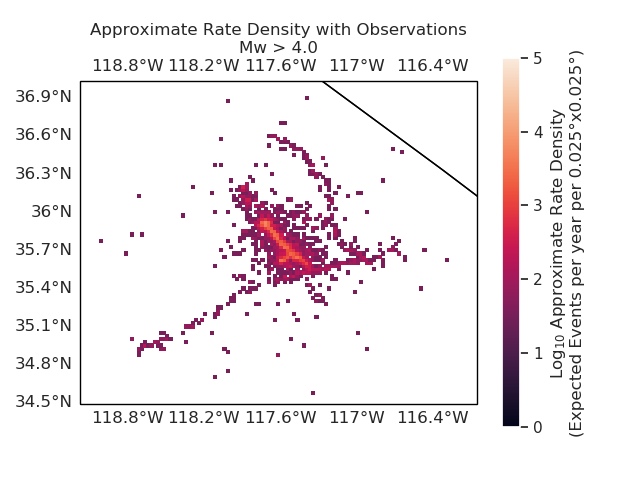 Approximate Rate Density with Observations
Mw > 4.0
118.8°W 118.2°W 117.6°W 117°W 116.4°W
36.9°N
36.6°N
36.3°N
36°N
35.7°N
35.4°N
35.1°N
34.8°N
34.5°N
118.8°W 118.2°W 117.6°W 117°W 116.4°W
5
4
3
2
1
0
Log₁₀ Approximate Rate Density
(Expected Events per year per 0.025°x0.025°)